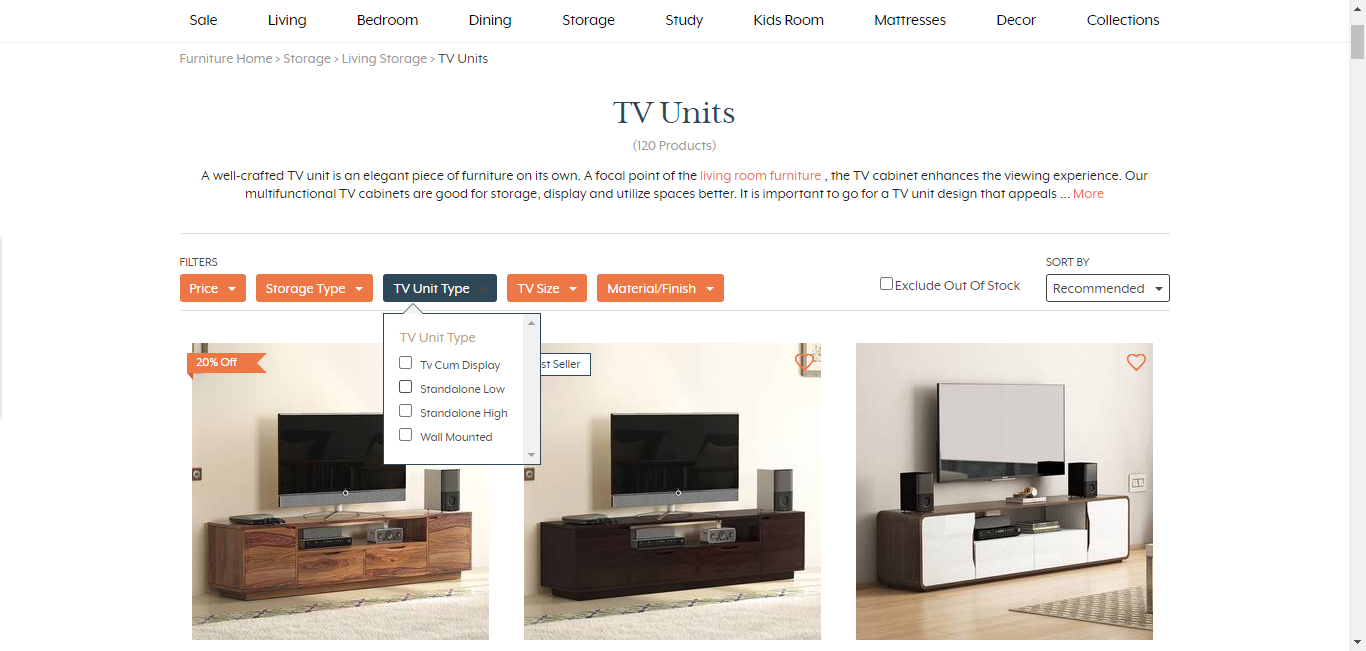 Sale Living Bedroom Dining Storage Study Kids Room Mattresses Decor Collections
Furniture Home > Storage > Living Storage > TV Units
TV Units
(120 Products)
A well-crafted TV unit is an elegant piece of furniture on its own. A focal point of the living room furniture , the TV cabinet enhances the viewing experience. Our
multifunctional TV cabinets are good for storage, display and utilize spaces better. It is important to go for a TV unit design that appeals ... More
FILTERS
SORT BY
Price Storage Type TV Unit Type TV Size Material/Finish
Exclude Out Of Stock
Recommended
TV Unit Type
Tv Cum Display
Standalone Low
Standalone High
Wall Mounted
20% Off
st Seller